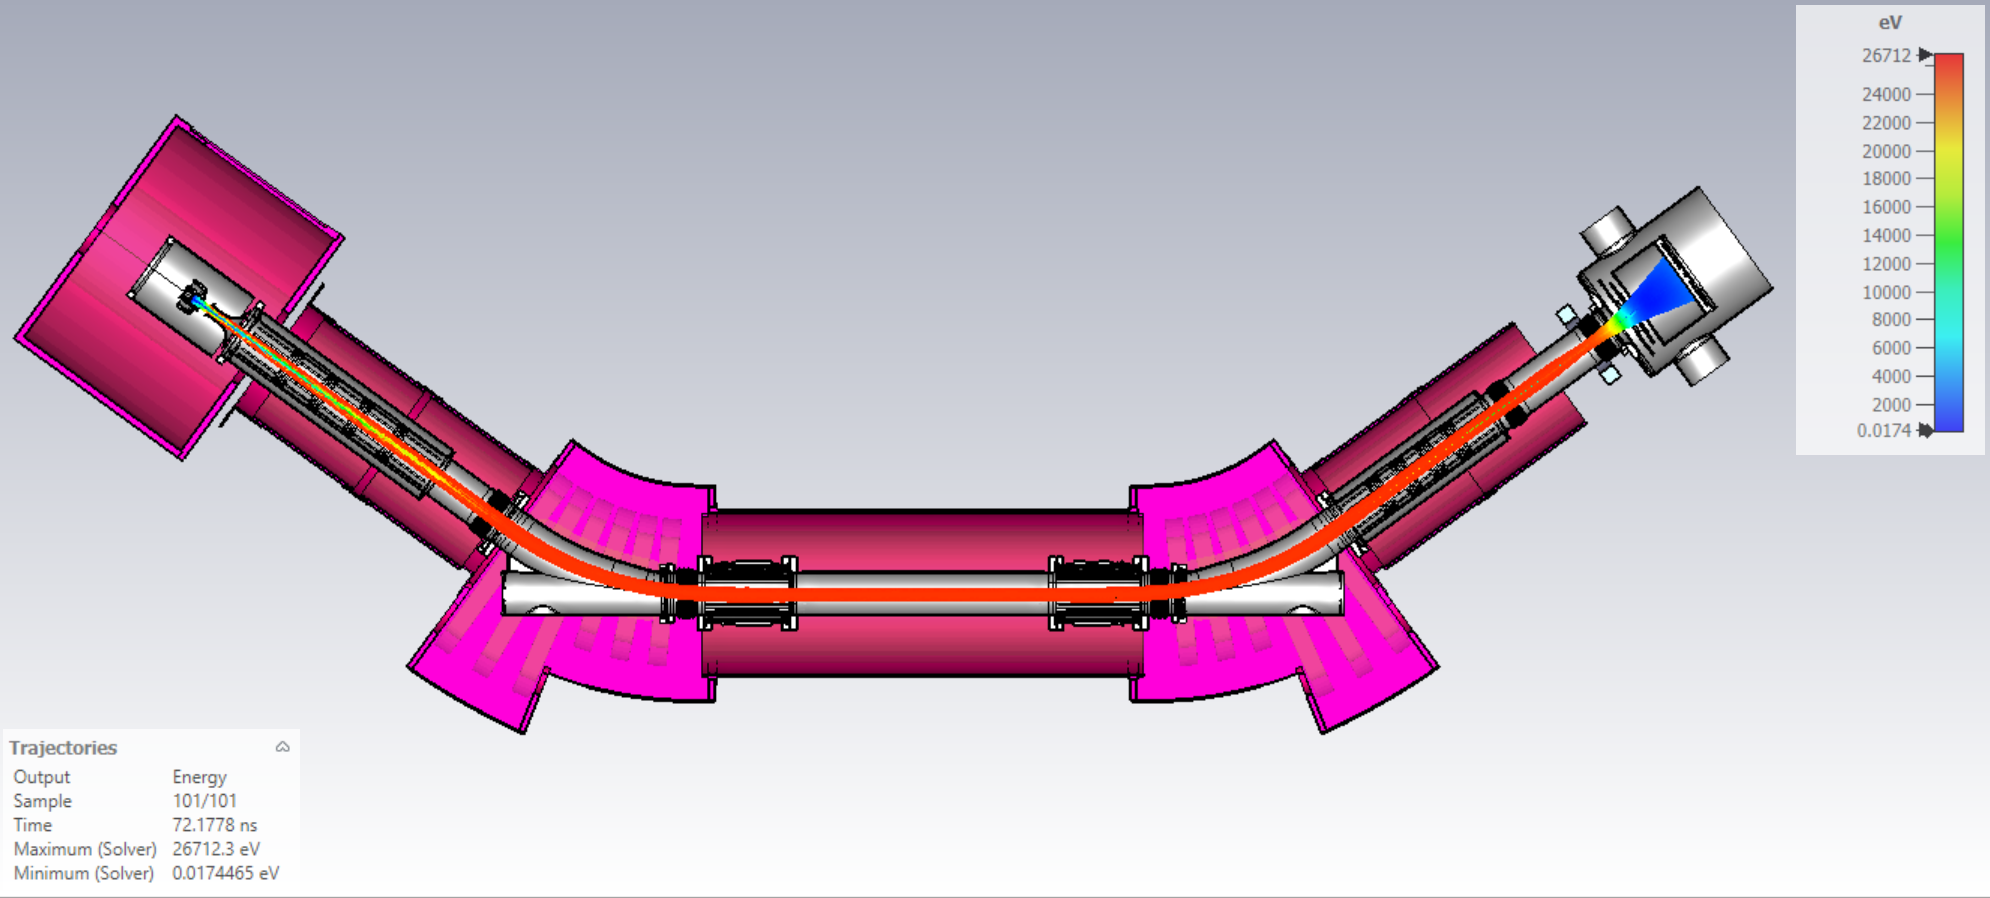 eV
26712
24000
22000
20000
18000
16000
14000
12000
10000
8000
6000
4000
2000
0.0174
Trajectories
Output Energy
Sample 101/101
Time 72.1778 ns
Maximum (Solver) 26712.3 eV
Minimum (Solver) 0.0174465 eV